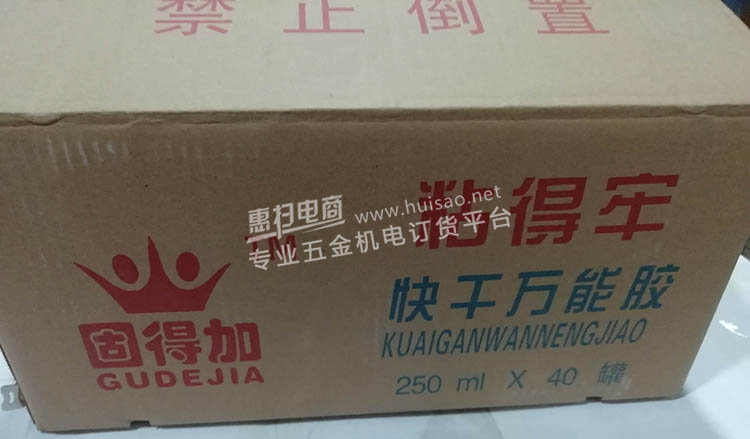 禁止倒置
惠扫电商 www.huisao.net
专业五金机电订货平台
TM
粘得牢
固得加
GUDEJIA
快干万能胶
KUAIGANWANNENGJIAO
250 ml X 40 罐